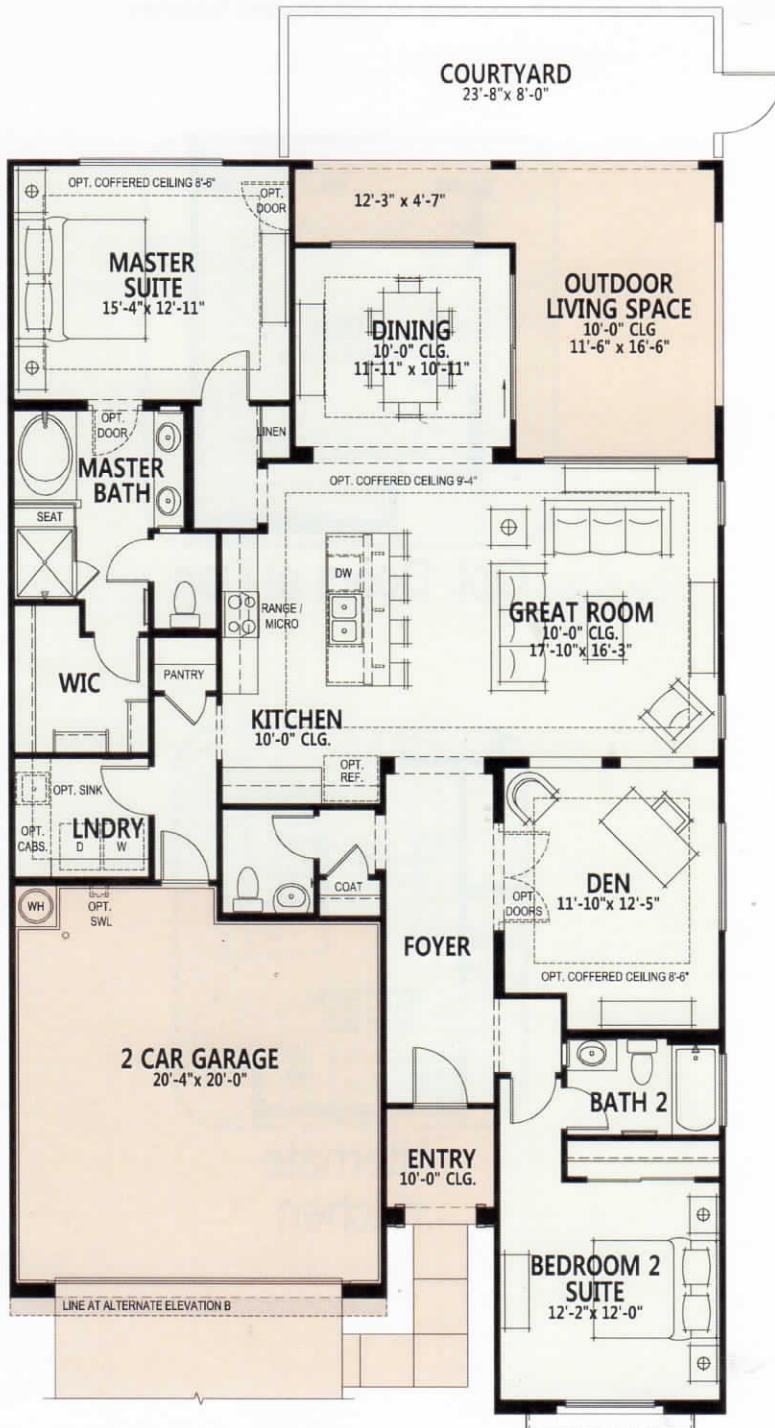 COURTYARD
23'-8"x 8'-0"
OPT. COFFERED CEILING 8'-6"
OPT.
DOOR
12'-3" x 4'-7"
MASTER
SUITE
15'-4"x 12'-11"
OUTDOOR
LIVING SPACE
10'-0" CLG
11'-6" x 16'-6"
DINING
10'-0" CLG.
11'-11" x 10'-11"
OPT.
DOOR
LINEN
MASTER
BATH
OPT. COFFERED CEILING 9'-4"
SEAT
DW
RANGE /
MICRO
GREAT ROOM
10'-0" CLG.
17'-10"x 16'-3"
WIC
PANTRY
KITCHEN
10'-0" CLG.
OPT.
REF.
OPT. SINK
OPT.
CABS.
LNDRY
D
W
COAT
OPT.
DOORS
DEN
11'-10" x 12'-5"
WH
OPT.
SWL
FOYER
OPT. COFFERED CEILING 8'-6"
2 CAR GARAGE
20'-4"x 20'-0"
BATH 2
ENTRY
10'-0" CLG.
BEDROOM 2
SUITE
12'-2"x 12'-0"
LINE AT ALTERNATE ELEVATION B